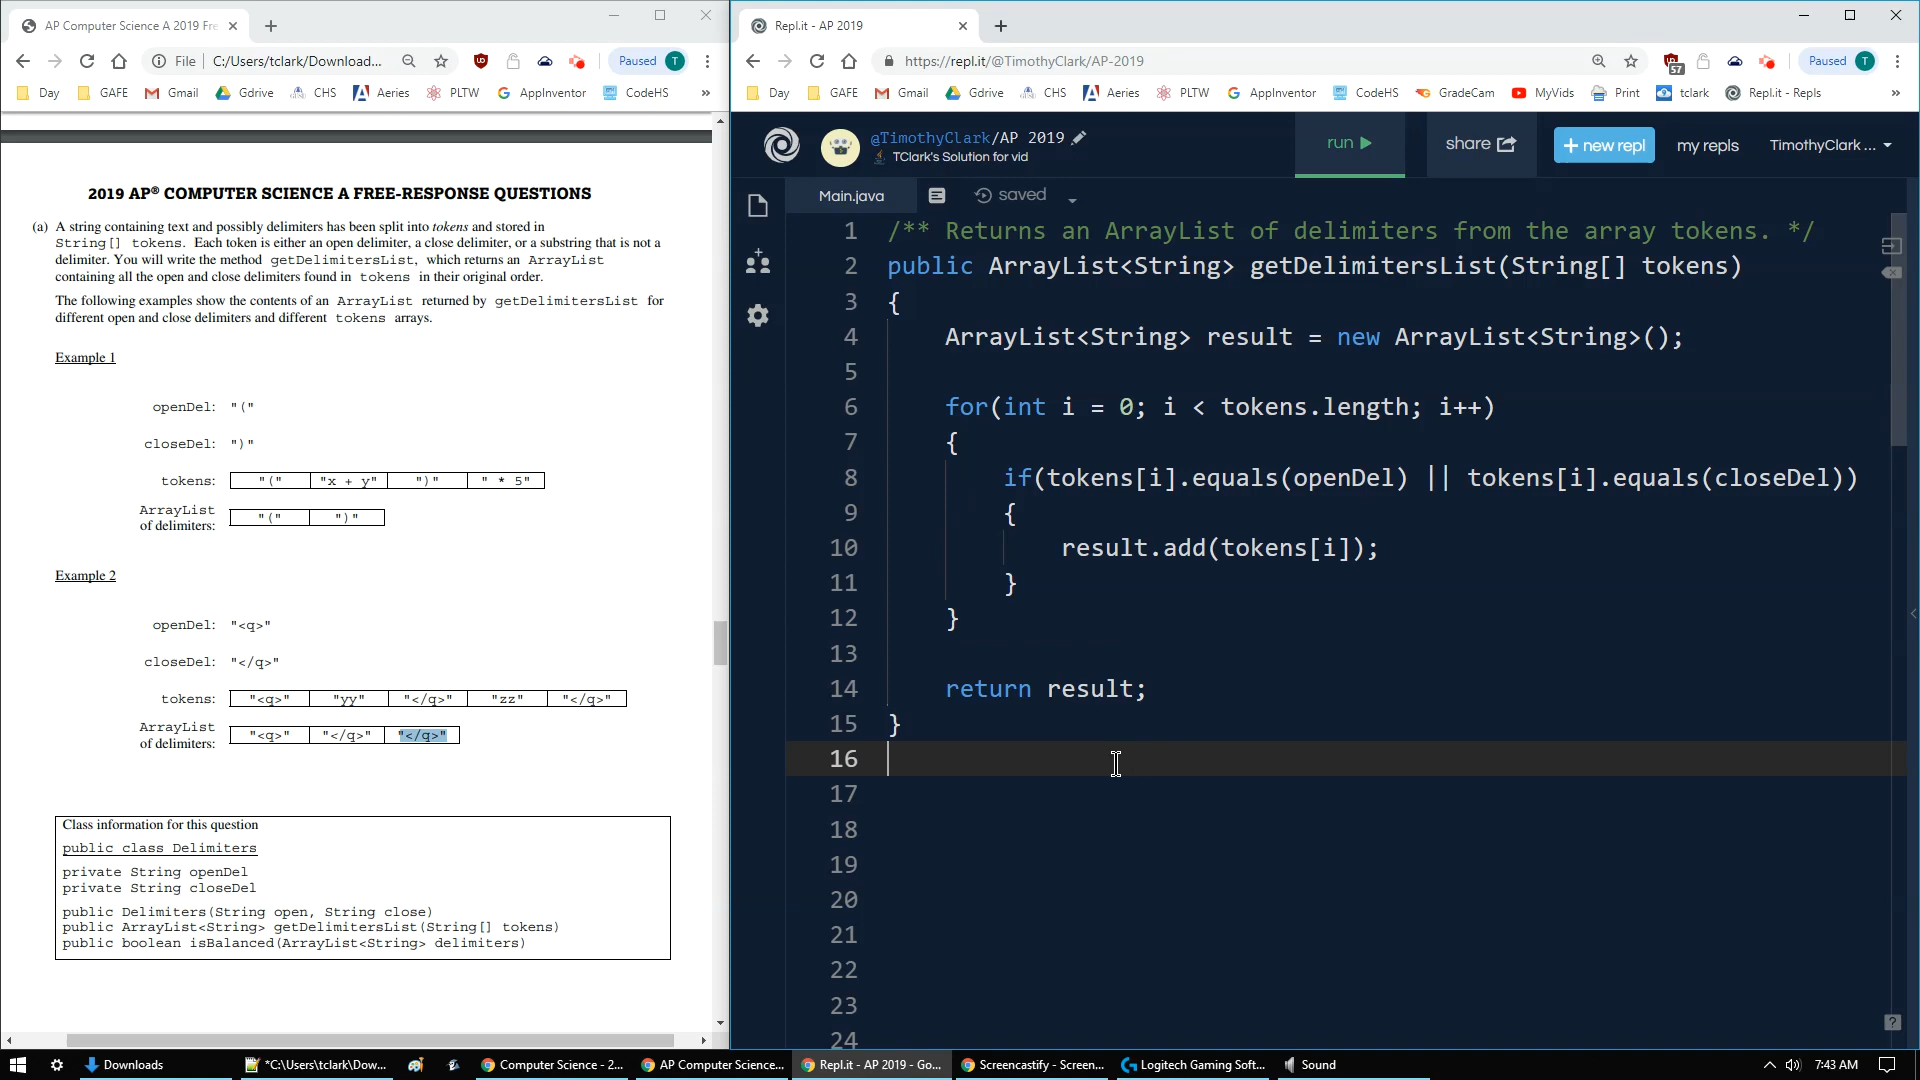 AP Computer Science A 2019 Fre
File
C:/Users/tclark/Download...
Paused
T
Day
GAFE
Gmail
Gdrive
CHS
Aeries
PLTW
AppInventor
CodeHS
»
2019 AP® COMPUTER SCIENCE A FREE-RESPONSE QUESTIONS
(a) A string containing text and possibly delimiters has been split into tokens and stored in
String[] tokens. Each token is either an open delimiter, a close delimiter, or a substring that is not a
delimiter. You will write the method getDelimitersList, which returns an ArrayList
containing all the open and close delimiters found in tokens in their original order.
The following examples show the contents of an ArrayList returned by getDelimitersList for
different open and close delimiters and different tokens arrays.
Example 1
openDel: "("
closeDel: ")"
tokens: "(" "x + y" ")" " * 5"
ArrayList
of delimiters: "(" ")"
Example 2
openDel: "<q>"
closeDel: "</q>"
tokens: "<q>" "yy" "</q>" "zz" "</q>"
ArrayList
of delimiters: "<q>" "</q>" "</q>"
Class information for this question
public class Delimiters
private String openDel
private String closeDel
public Delimiters(String open, String close)
public ArrayList<String> getDelimitersList(String[] tokens)
public boolean isBalanced(ArrayList<String> delimiters)
Repl.it - AP 2019
https://repl.it/@TimothyClark/AP-2019
57
Paused
T
Day
GAFE
Gmail
Gdrive
CHS
Aeries
PLTW
AppInventor
CodeHS
GradeCam
MyVids
Print
tclark
Repl.it - Repls
»
@TimothyClark/AP 2019
TClark's Solution for vid
run
share
+ new repl
my repls
TimothyClark ...
Main.java
saved
1 /** Returns an ArrayList of delimiters from the array tokens. */
2 public ArrayList<String> getDelimitersList(String[] tokens)
3 {
4 ArrayList<String> result = new ArrayList<String>();
5
6 for(int i = 0; i < tokens.length; i++)
7 {
8 if(tokens[i].equals(openDel) || tokens[i].equals(closeDel))
9 {
10 result.add(tokens[i]);
11 }
12 }
13
14 return result;
15 }
16
17
18
19
20
21
22
23
24
?
Downloads
*C:\Users\tclark\Dow...
Computer Science - 2...
AP Computer Science...
Repl.it - AP 2019 - Go...
Screencastify - Screen...
Logitech Gaming Soft...
Sound
7:43 AM